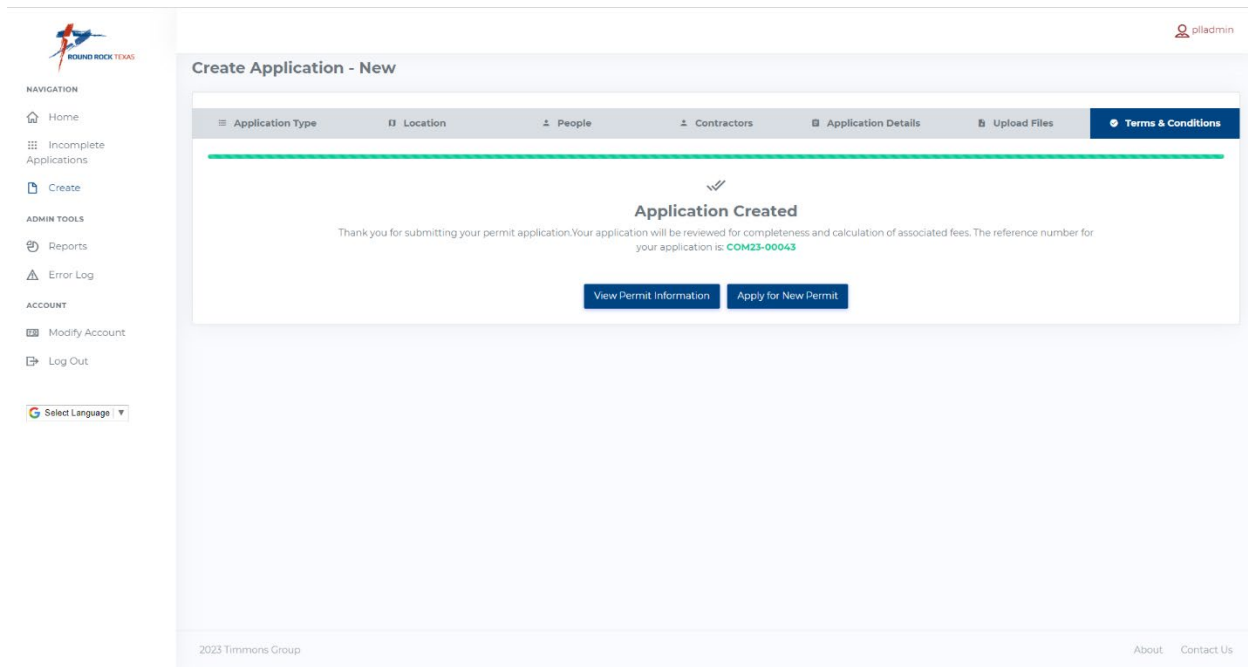 ROUND ROCK TEXAS
plladmin
Create Application - New
NAVIGATION
Home
Incomplete
Applications
Create
ADMIN TOOLS
Reports
Error Log
ACCOUNT
Modify Account
Log Out
Select Language ▼
Application Type
Location
People
Contractors
Application Details
Upload Files
Terms & Conditions
Application Created
Thank you for submitting your permit application.Your application will be reviewed for completeness and calculation of associated fees. The reference number for
your application is: COM23-00043
View Permit Information
Apply for New Permit
2023 Timmons Group
About
Contact Us